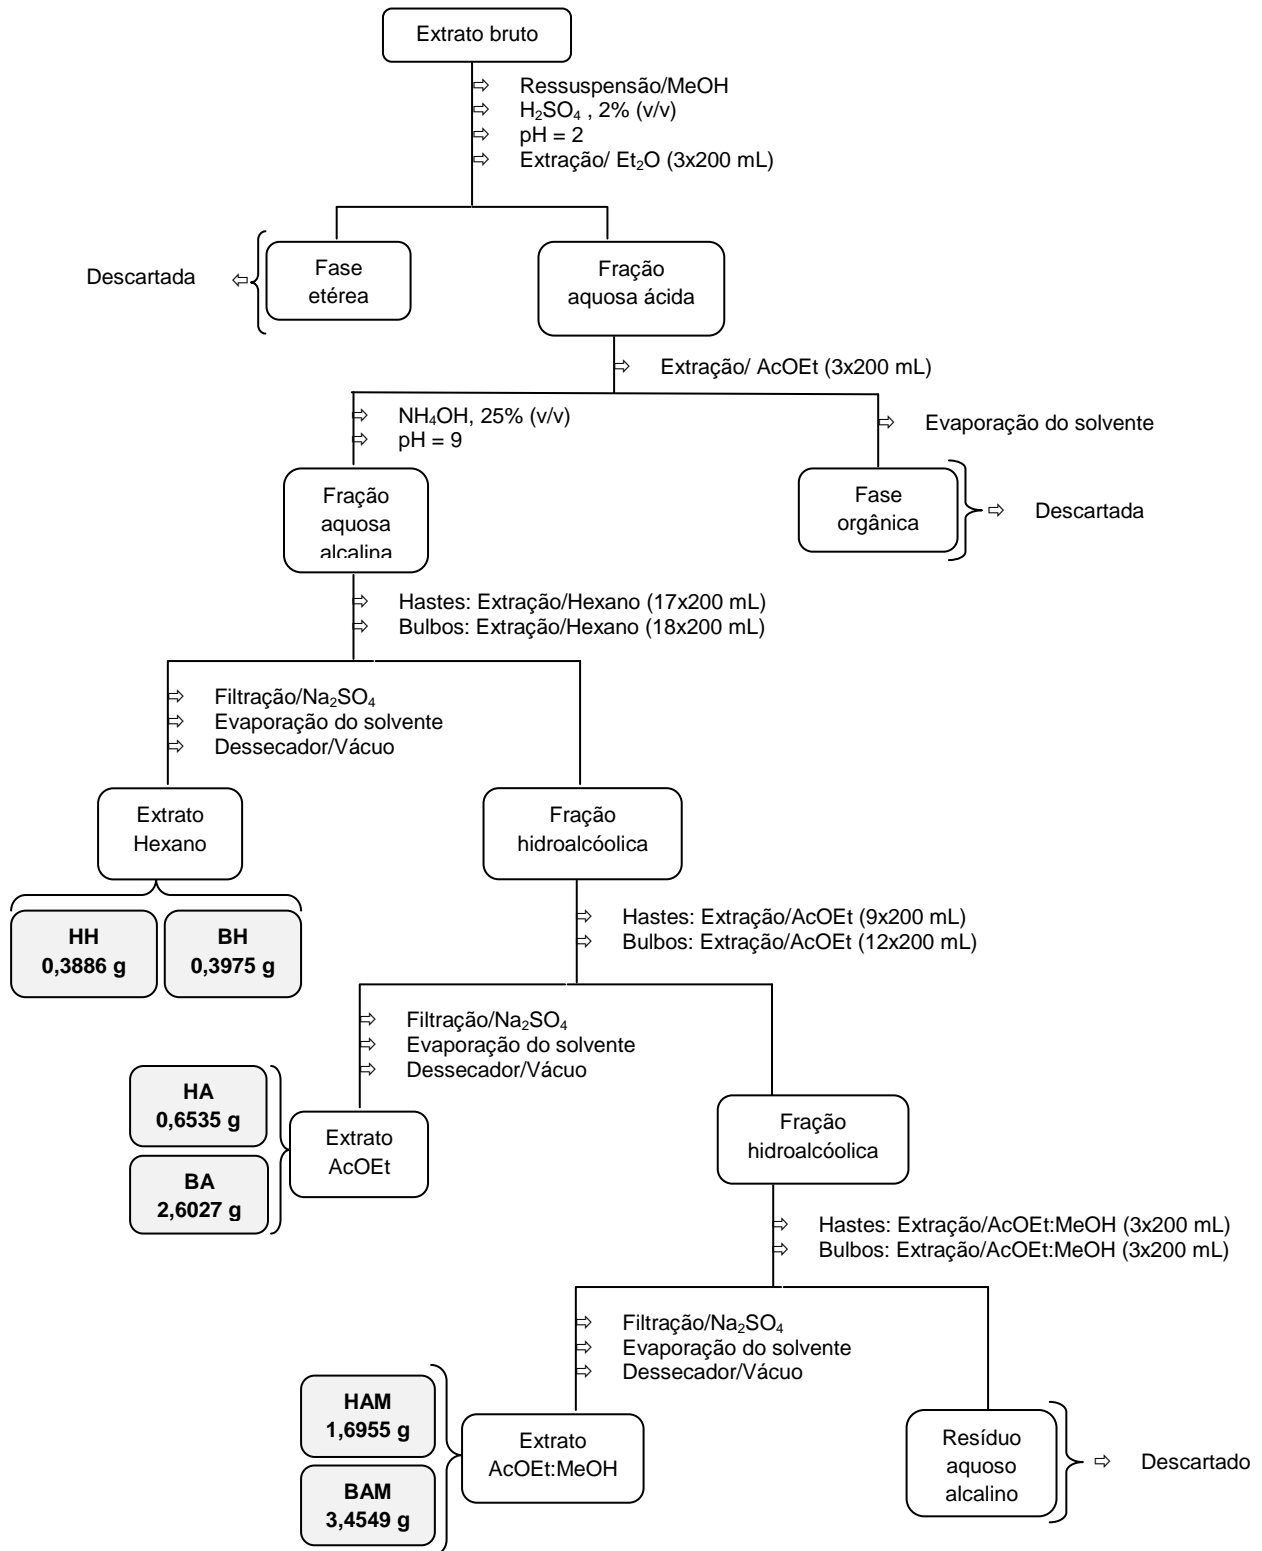 Extrato bruto
Ressuspensão/MeOH
H₂SO₄ , 2% (v/v)
pH = 2
Extração/ Et₂O (3x200 mL)
Descartada
Fase
etérea
Fração
aquosa ácida
Extração/ AcOEt (3x200 mL)
NH₄OH, 25% (v/v)
pH = 9
Evaporação do solvente
Fração
aquosa
alcalina
Fase
orgânica
Descartada
Hastes: Extração/Hexano (17x200 mL)
Bulbos: Extração/Hexano (18x200 mL)
Filtração/Na₂SO₄
Evaporação do solvente
Dessecador/Vácuo
Extrato
Hexano
Fração
hidroalcóolica
HH
0,3886 g
BH
0,3975 g
Hastes: Extração/AcOEt (9x200 mL)
Bulbos: Extração/AcOEt (12x200 mL)
Filtração/Na₂SO₄
Evaporação do solvente
Dessecador/Vácuo
HA
0,6535 g
BA
2,6027 g
Extrato
AcOEt
Fração
hidroalcóolica
Hastes: Extração/AcOEt:MeOH (3x200 mL)
Bulbos: Extração/AcOEt:MeOH (3x200 mL)
Filtração/Na₂SO₄
Evaporação do solvente
Dessecador/Vácuo
HAM
1,6955 g
BAM
3,4549 g
Extrato
AcOEt:MeOH
Resíduo
aquoso
alcalino
Descartado